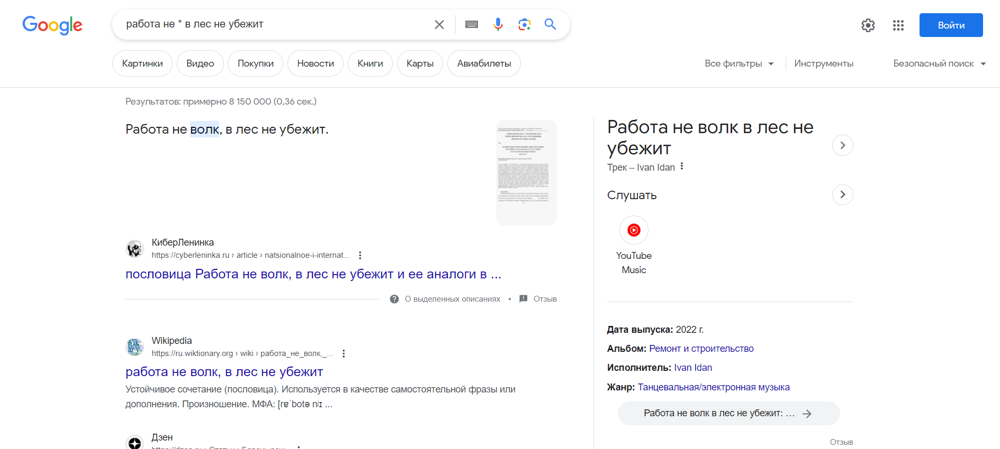 Google
работа не * в лес не убежит
Войти
Картинки
Видео
Покупки
Новости
Книги
Карты
Авиабилеты
Все фильтры
Инструменты
Безопасный поиск
Результатов: примерно 8 150 000 (0,36 сек.)
Работа не волк, в лес не убежит.
КиберЛенинка
https://cyberleninka.ru › article › natsionalnoe-i-internat...
пословица Работа не волк, в лес не убежит и ее аналоги в ...
О выделенных описаниях
•
Отзыв
Wikipedia
https://ru.wiktionary.org › wiki › работа_не_волк,_...
работа не волк, в лес не убежит
Устойчивое сочетание (пословица). Используется в качестве самостоятельной фразы или
дополнения. Произношение. МФА: [rɐˈbotə nʲɪ ...
Дзен
Работа не волк в лес не
убежит
Трек – Ivan Idan
Слушать
YouTube
Music
Дата выпуска: 2022 г.
Альбом: Ремонт и строительство
Исполнитель: Ivan Idan
Жанр: Танцевальная/электронная музыка
Работа не волк в лес не убежит: ...
Отзыв